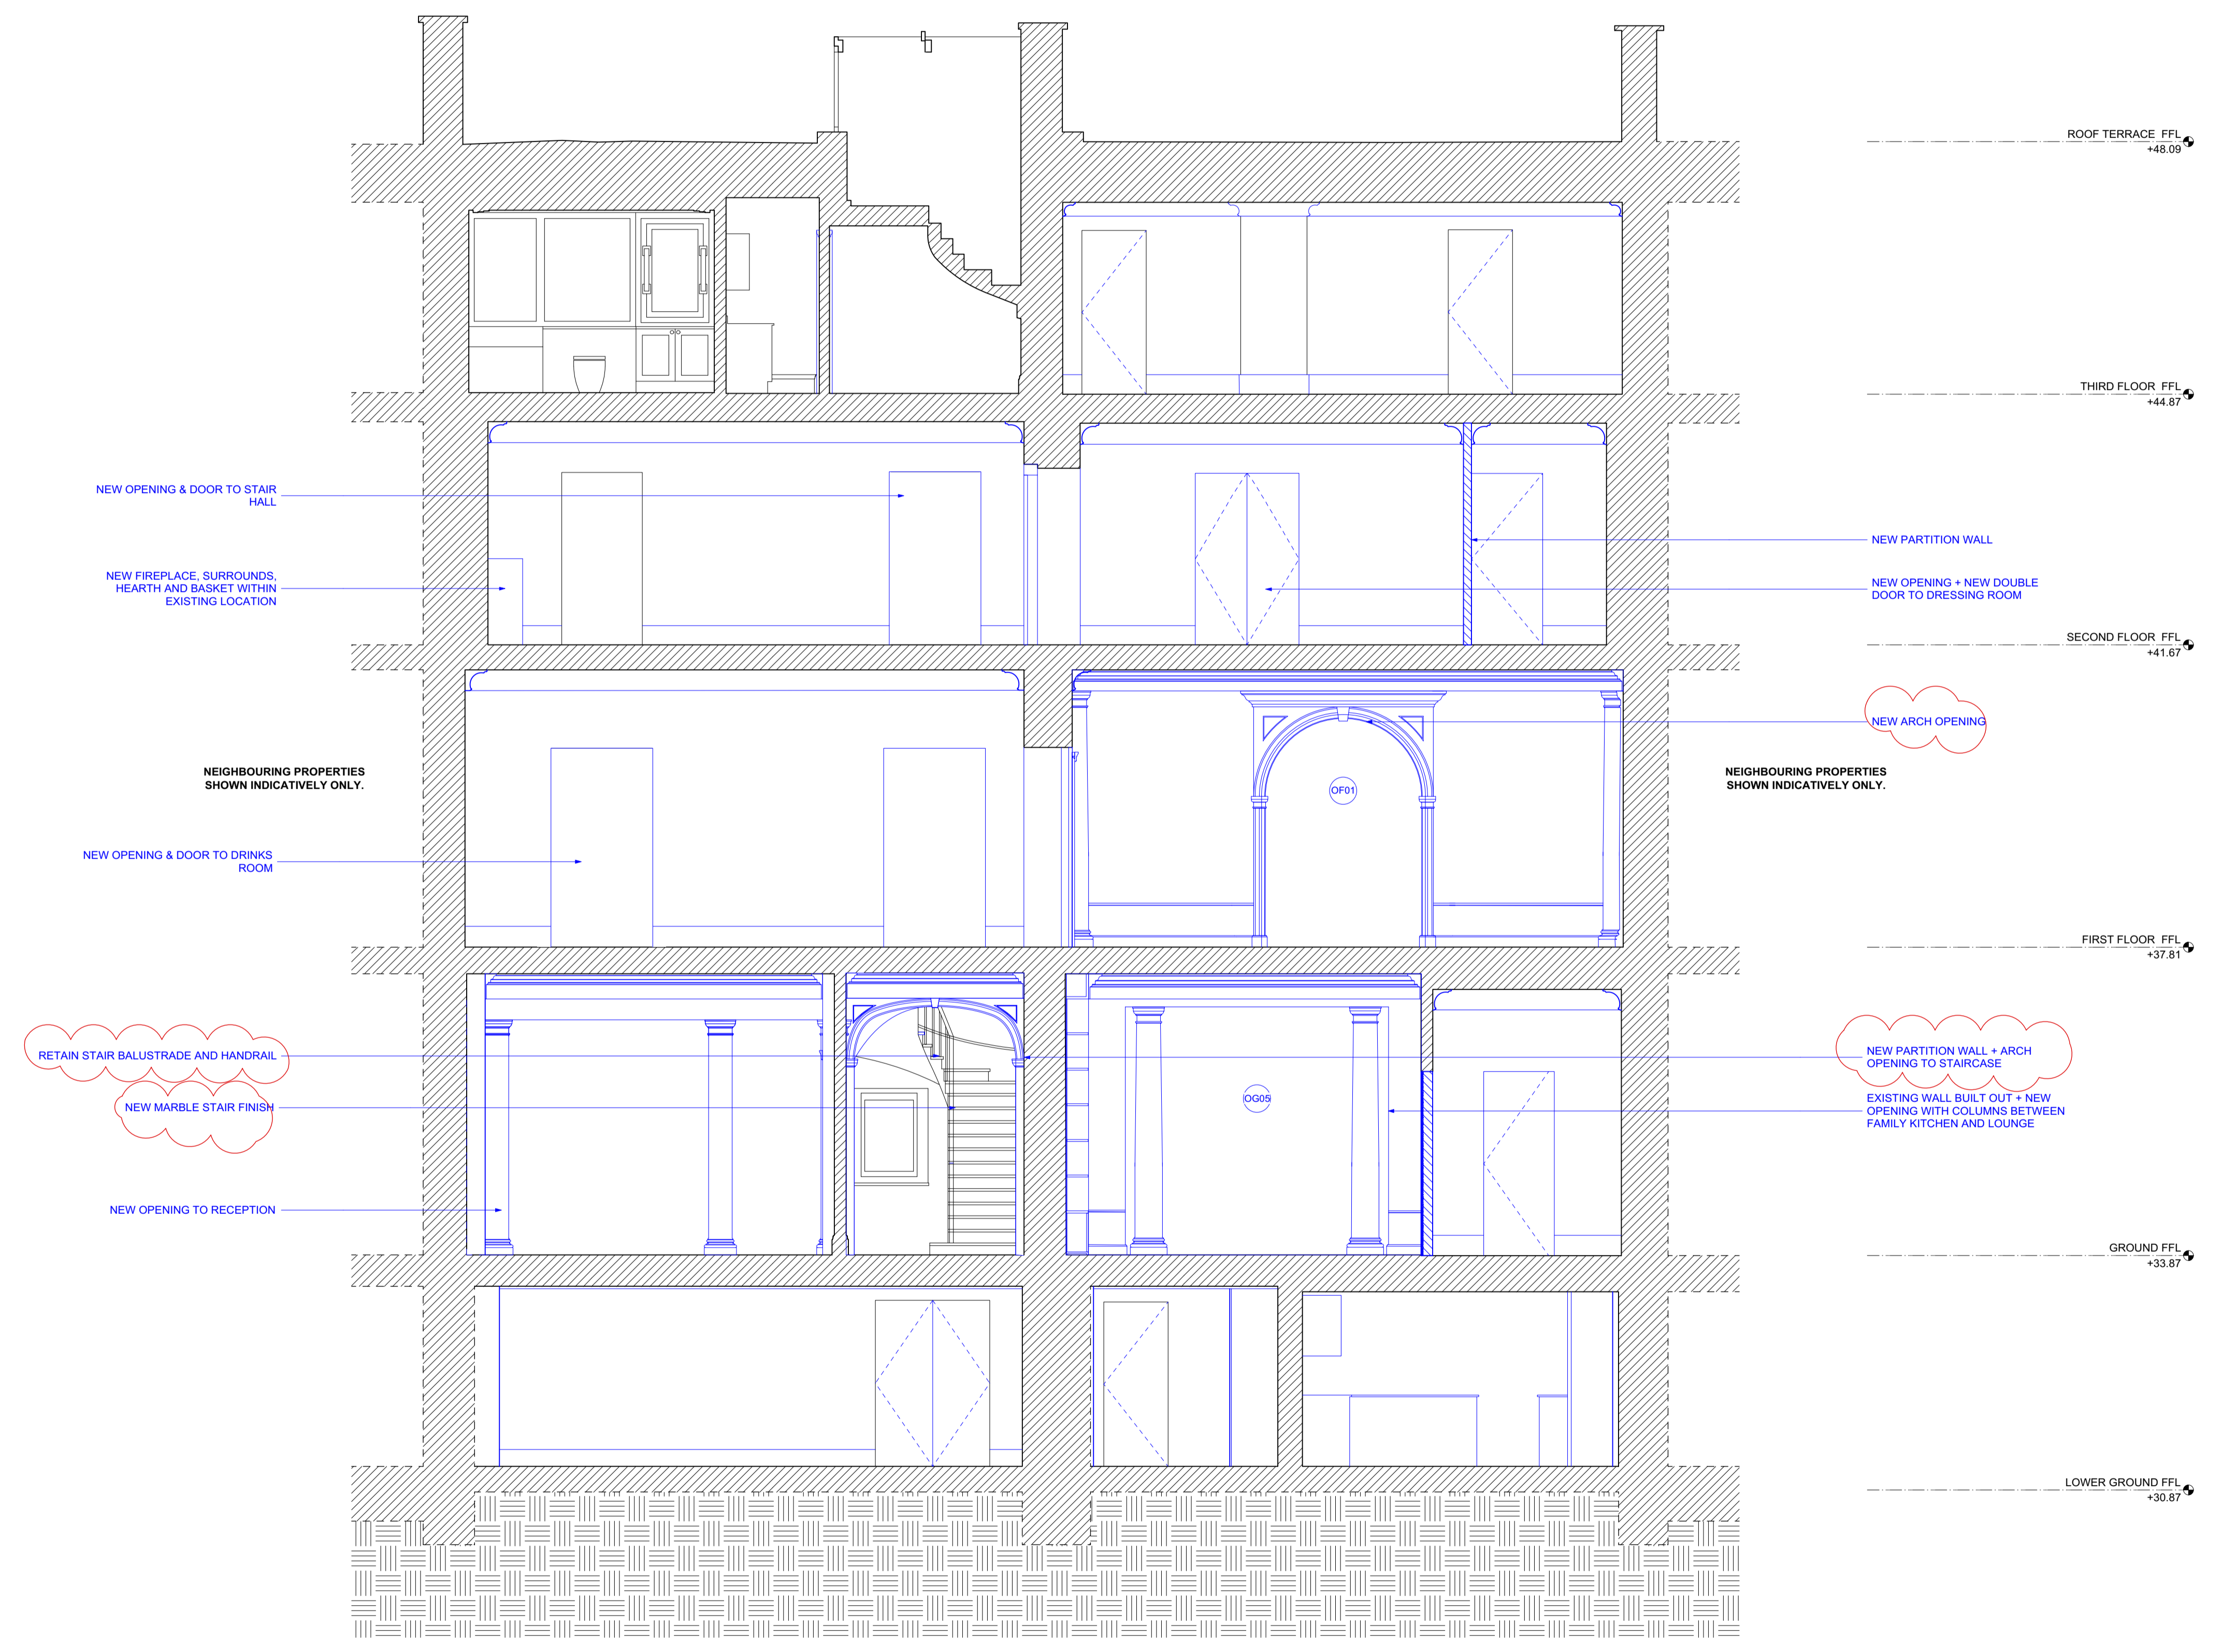 ROOF TERRACE  FFL
+48.09
THIRD FLOOR  FFL
+44.87
NEW OPENING & DOOR TO STAIR
HALL
NEW PARTITION WALL
NEW FIREPLACE, SURROUNDS,
HEARTH AND BASKET WITHIN
EXISTING LOCATION
NEW OPENING + NEW DOUBLE
DOOR TO DRESSING ROOM
SECOND FLOOR  FFL
+41.67
NEW ARCH OPENING
NEIGHBOURING PROPERTIES
SHOWN INDICATIVELY ONLY.
OF01
NEIGHBOURING PROPERTIES
SHOWN INDICATIVELY ONLY.
NEW OPENING & DOOR TO DRINKS
ROOM
FIRST FLOOR  FFL
+37.81
RETAIN STAIR BALUSTRADE AND HANDRAIL
NEW PARTITION WALL + ARCH
OPENING TO STAIRCASE
NEW MARBLE STAIR FINISH
OG05
EXISTING WALL BUILT OUT + NEW
OPENING WITH COLUMNS BETWEEN
FAMILY KITCHEN AND LOUNGE
NEW OPENING TO RECEPTION
GROUND FFL
+33.87
LOWER GROUND FFL
+30.87